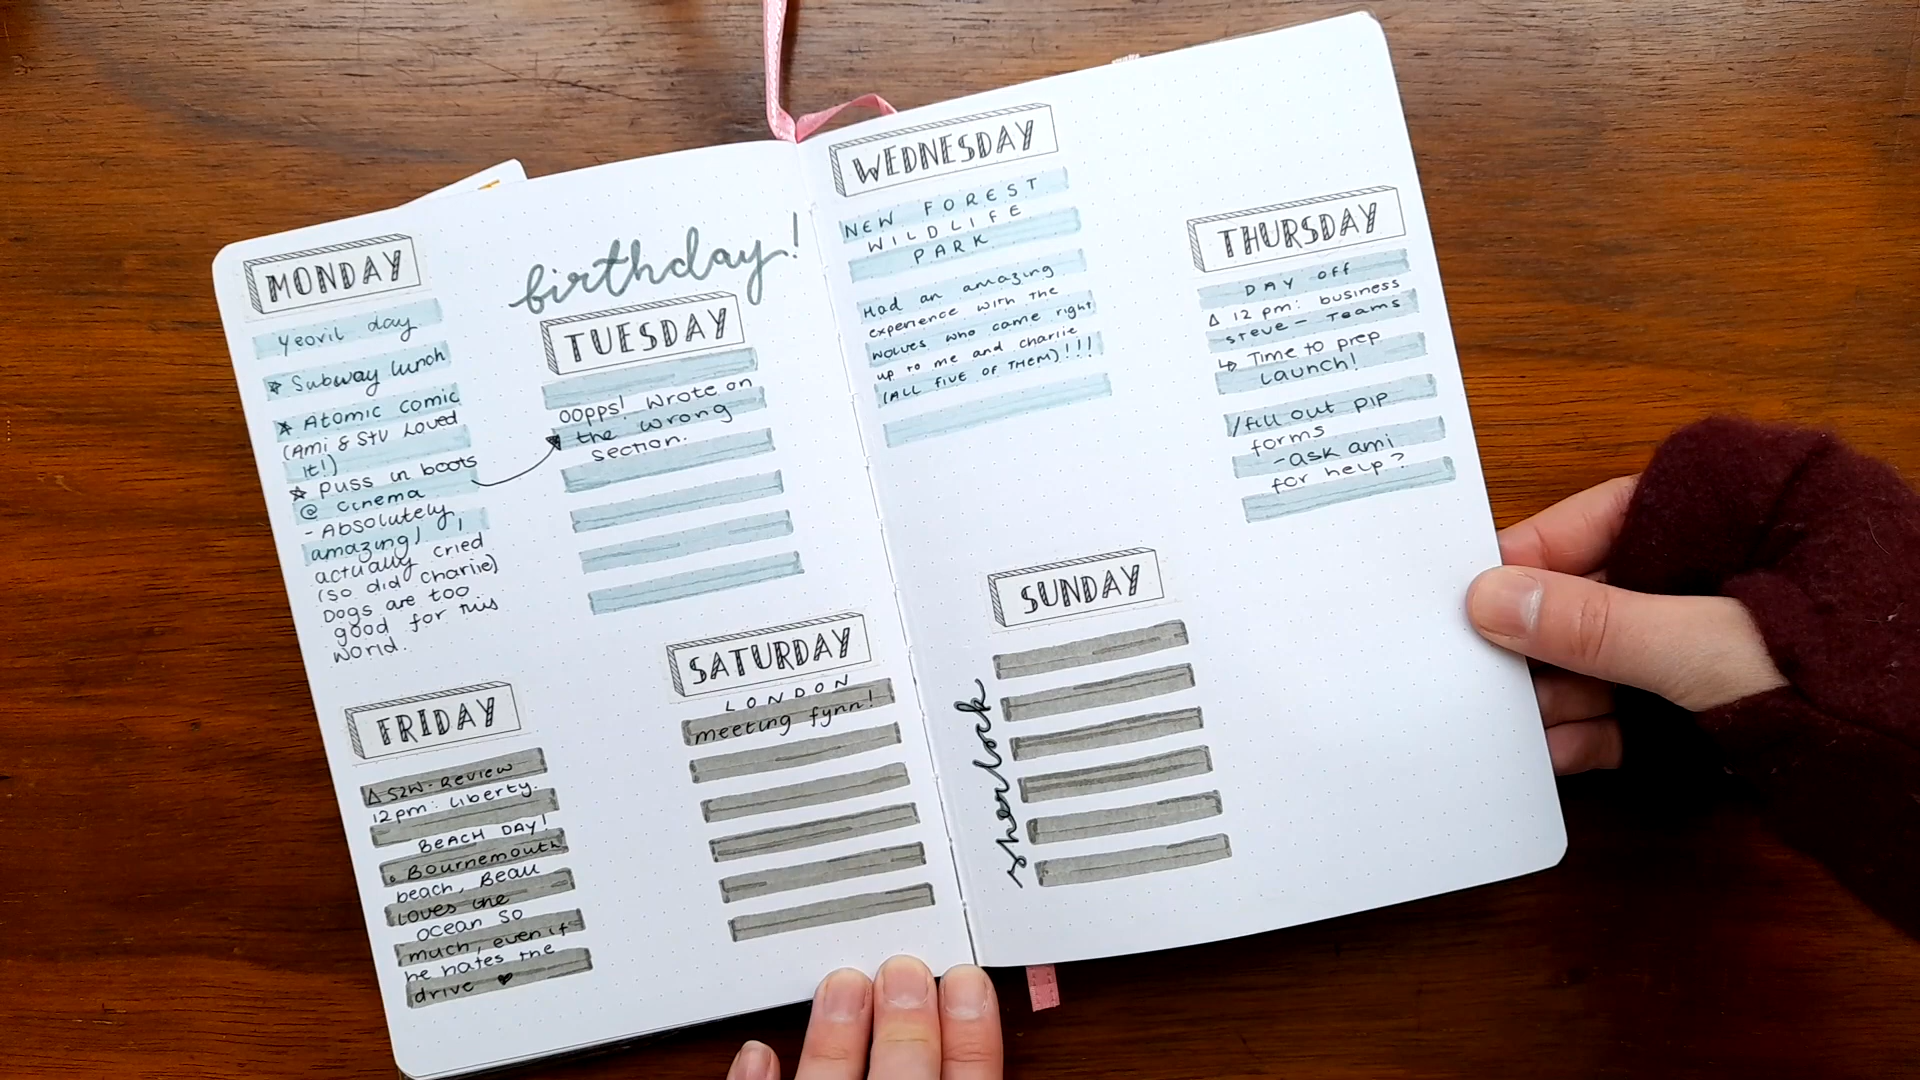 MONDAY
Yeovil day
Subway lunch
Atomic comic
(Ami & Stu Loved
it!)
Puss in boots
@ cinema
- Absolutely
amazing! I
actually cried
(so did charlie)
Dogs are too
good for this
world.
birthday!
TUESDAY
oopps! Wrote on
the wrong
section.
WEDNESDAY
NEW FOREST
WILDLIFE
PARK
Had an amazing
experience with the
wolves who came right
up to me and charlie
(ALL FIVE OF THEM)!!!
THURSDAY
DAY OFF
12 pm: business
steve - Teams
↳ Time to prep
Launch!
/fill out pip
forms
- ask ami
for help?
FRIDAY
S2W-Review
12pm: Liberty.
BEACH DAY!
Bournemouth
beach, Beau
loves the
ocean so
much, even if
he hates the
drive ♥
SATURDAY
LONDON
meeting fynn!
SUNDAY
sherlock